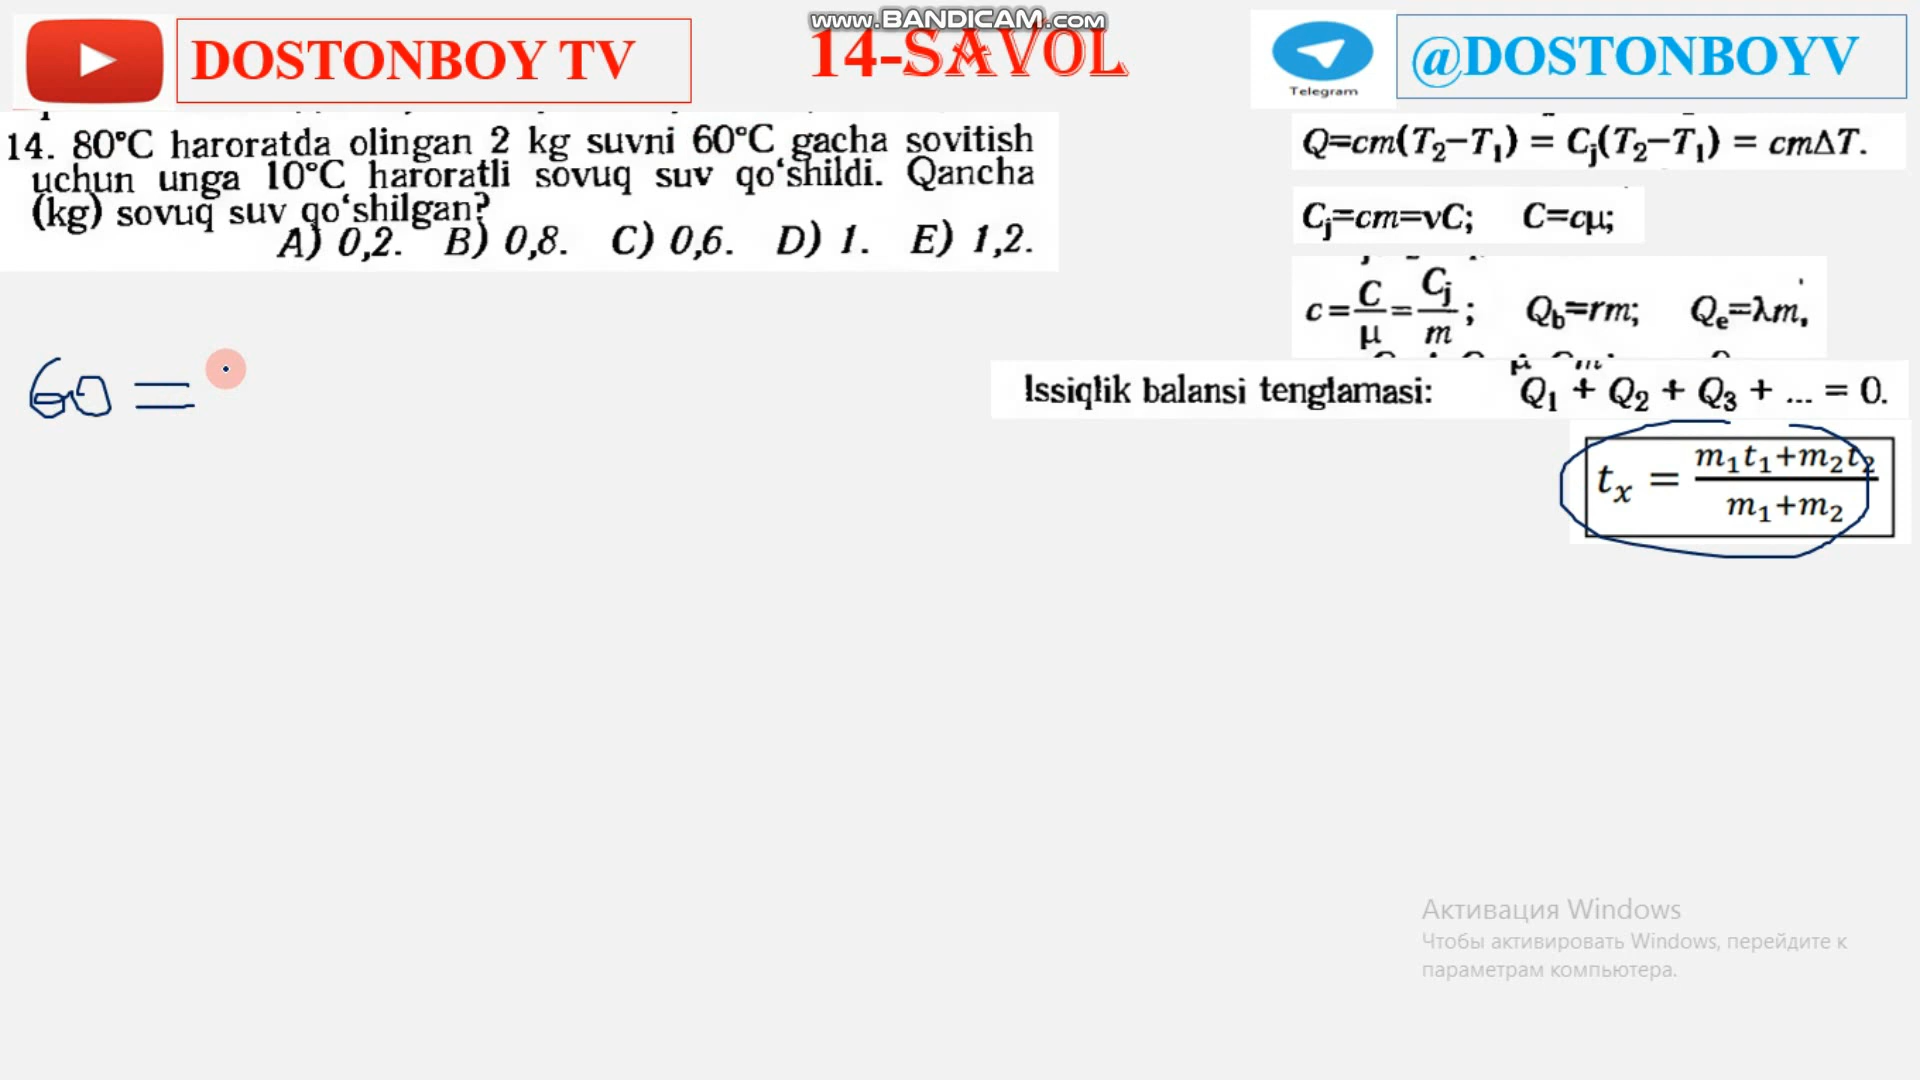 www.BANDICAM.com
DOSTONBOY TV
14-SAVOL
Telegram
@DOSTONBOYV
14. 80°C haroratda olingan 2 kg suvni 60°C gacha sovitish
uchun unga 10°C haroratli sovuq suv qo‘shildi. Qancha
(kg) sovuq suv qo‘shilgan?
A) 0,2. B) 0,8. C) 0,6. D) 1. E) 1,2.
Q=cm(T₂−T₁) = Cⱼ(T₂−T₁) = cmΔT.
Cⱼ=cm=νC; C=cμ;
c=C/μ=Cⱼ/m; Q_b=rm; Q_e=λm,
Issiqlik balansi tenglamasi: Q₁ + Q₂ + Q₃ + ... = 0.
tₓ = (m₁t₁+m₂t₂)/(m₁+m₂)
60 =
Активация Windows
Чтобы активировать Windows, перейдите к
параметрам компьютера.